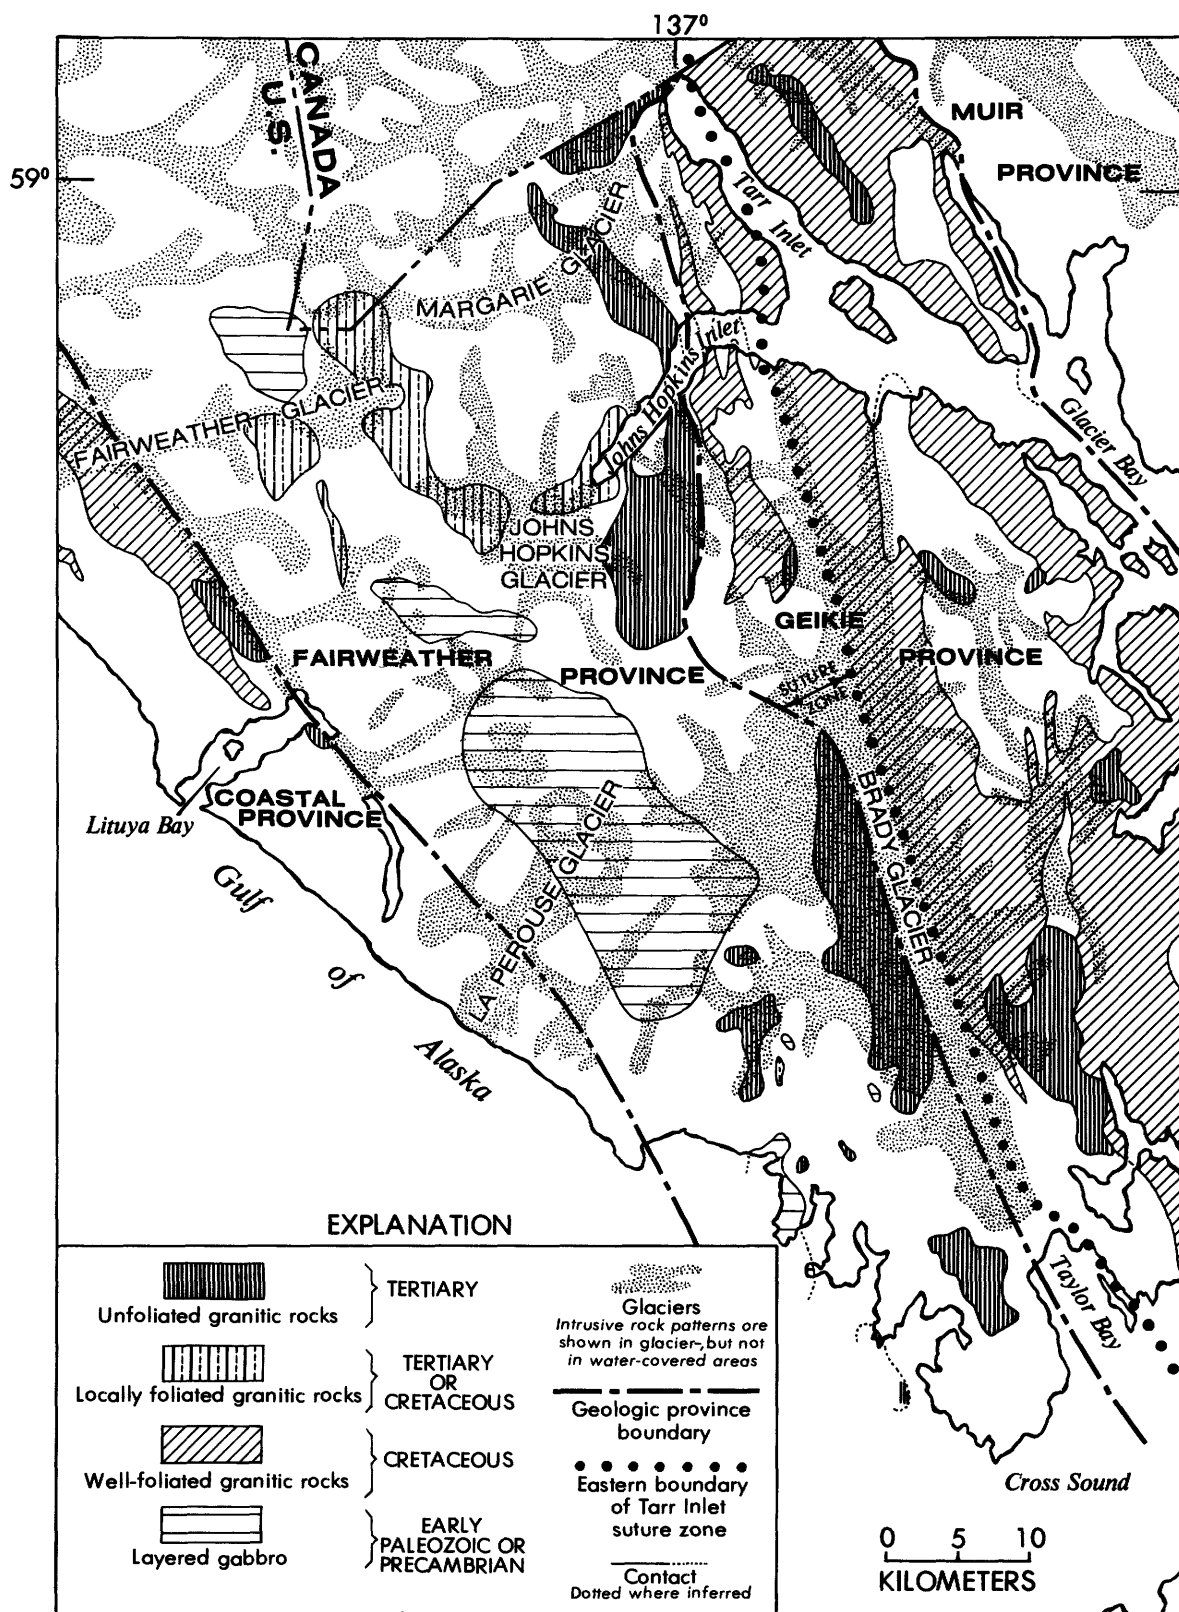 137⁰
CANADA
U.S.
MUIR
PROVINCE
59⁰
Tarr Inlet
MARGARIE GLACIER
Johns Hopkins Inlet
FAIRWEATHER GLACIER
Glacier Bay
JOHNS
HOPKINS
GLACIER
GEIKIE
PROVINCE
FAIRWEATHER
PROVINCE
SUTURE
ZONE
BRADY GLACIER
COASTAL
PROVINCE
Lituya Bay
LA PEROUSE GLACIER
Gulf
of
Alaska
Taylor Bay
Cross Sound
EXPLANATION
Unfoliated granitic rocks
TERTIARY
Locally foliated granitic rocks
TERTIARY
OR
CRETACEOUS
Well-foliated granitic rocks
CRETACEOUS
Layered gabbro
EARLY
PALEOZOIC OR
PRECAMBRIAN
Glaciers
Intrusive rock patterns are
shown in glacier-, but not
in water-covered areas
Geologic province
boundary
Eastern boundary
of Tarr Inlet
suture zone
Contact
Dotted where inferred
0 5 10
KILOMETERS